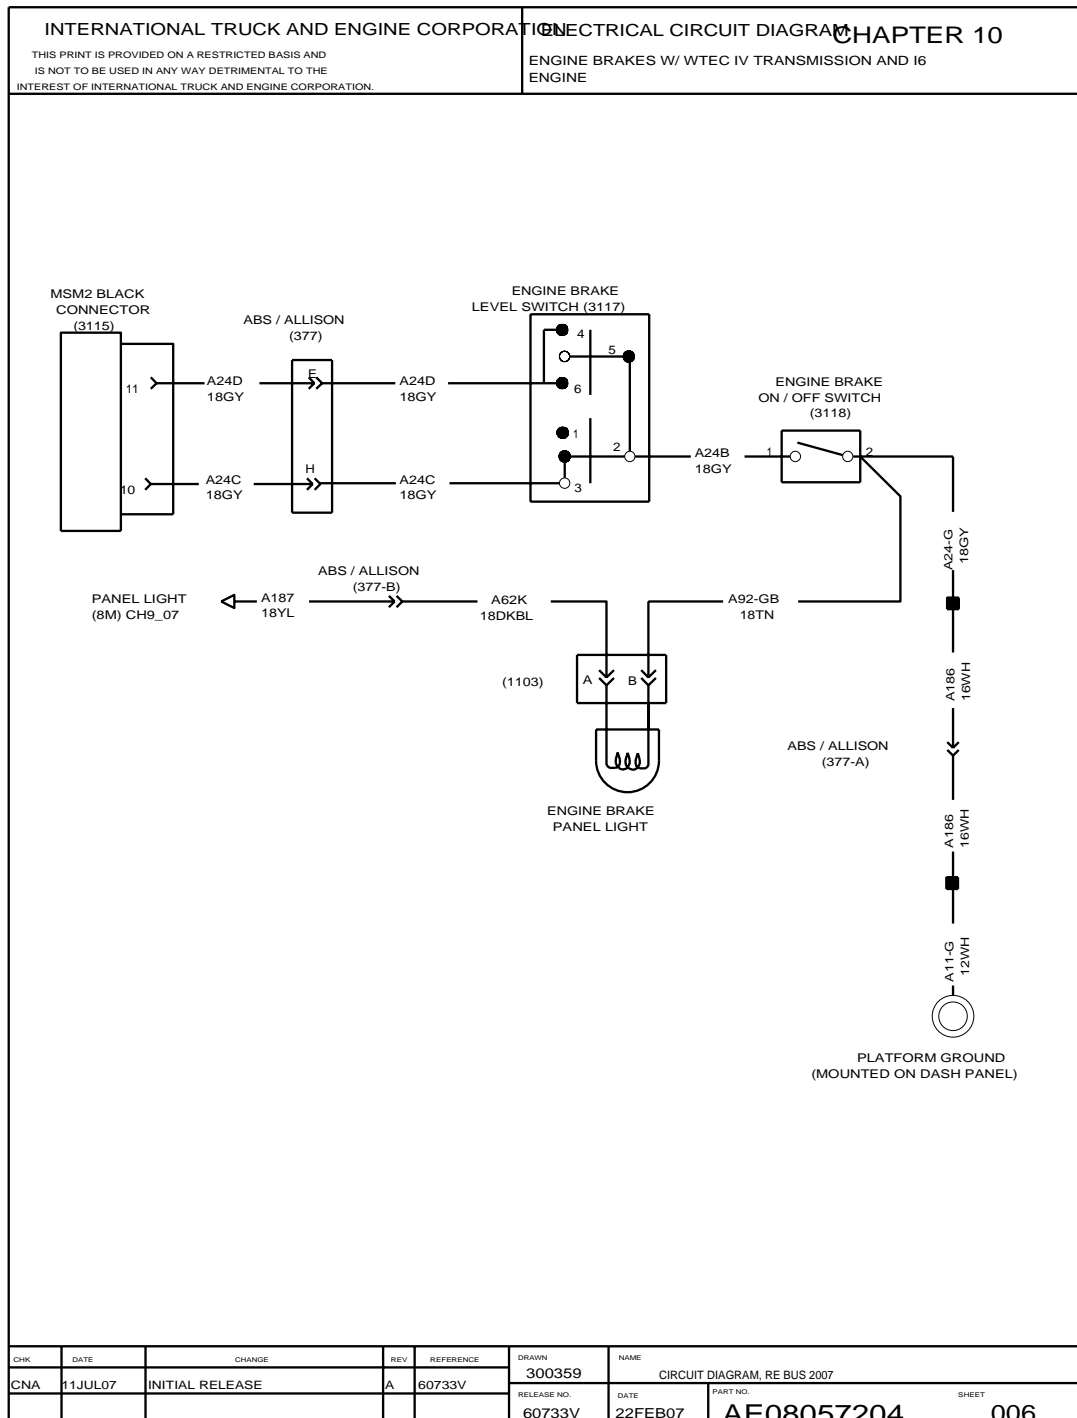 INTERNATIONAL TRUCK AND ENGINE CORPORATION
THIS PRINT IS PROVIDED ON A RESTRICTED BASIS AND
IS NOT TO BE USED IN ANY WAY DETRIMENTAL TO THE
INTEREST OF INTERNATIONAL TRUCK AND ENGINE CORPORATION.
ELECTRICAL CIRCUIT DIAGRAM
CHAPTER 10
ENGINE BRAKES W/ WTEC IV TRANSMISSION AND I6
ENGINE
MSM2 BLACK
CONNECTOR
(3115)
11
10
A24D
18GY
A24C
18GY
ABS / ALLISON
(377)
E
H
A24D
18GY
A24C
18GY
ENGINE BRAKE
LEVEL SWITCH (3117)
4
5
6
1
2
3
A24B
18GY
ENGINE BRAKE
ON / OFF SWITCH
(3118)
1
2
A24-G
18GY
PANEL LIGHT
(8M) CH9_07
A187
18YL
ABS / ALLISON
(377-B)
A62K
18DKBL
A92-GB
18TN
(1103)
A
B
ENGINE BRAKE
PANEL LIGHT
A186
16WH
ABS / ALLISON
(377-A)
A186
16WH
A11-G
12WH
PLATFORM GROUND
(MOUNTED ON DASH PANEL)
CHK DATE CHANGE REV REFERENCE
CNA 11JUL07 INITIAL RELEASE A 60733V
DRAWN
300359
NAME
CIRCUIT DIAGRAM, RE BUS 2007
RELEASE NO.
60733V
DATE
22FEB07
PART NO.
AE08057204
SHEET
006